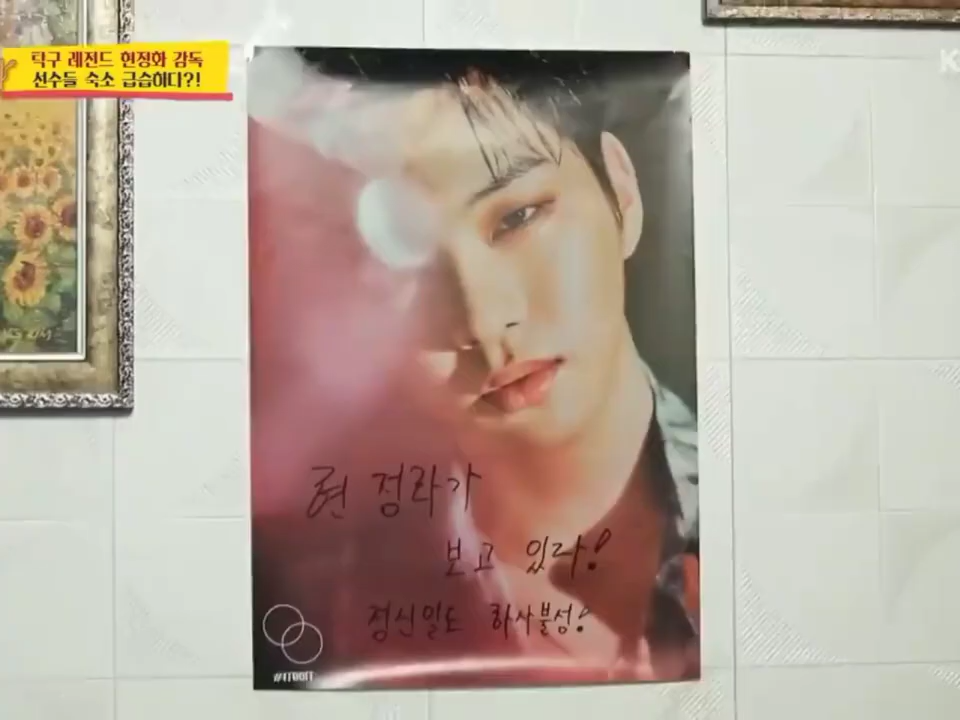 탁구 레전드 현정화 감독
선수들 숙소 급습하다?!
K
현 정화가
보고 있다!
정신일도 하사불성!